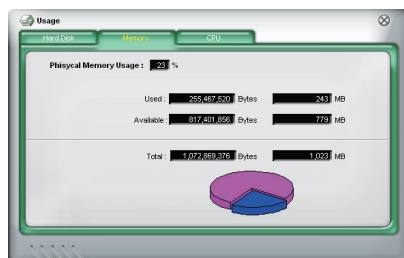 Usage
Hard Disk Memory CPU
Phisycal Memory Usage : 23 %
Used : 255,467,520 Bytes 243 MB
Available : 817,401,856 Bytes 779 MB
Total : 1,072,869,376 Bytes 1,023 MB